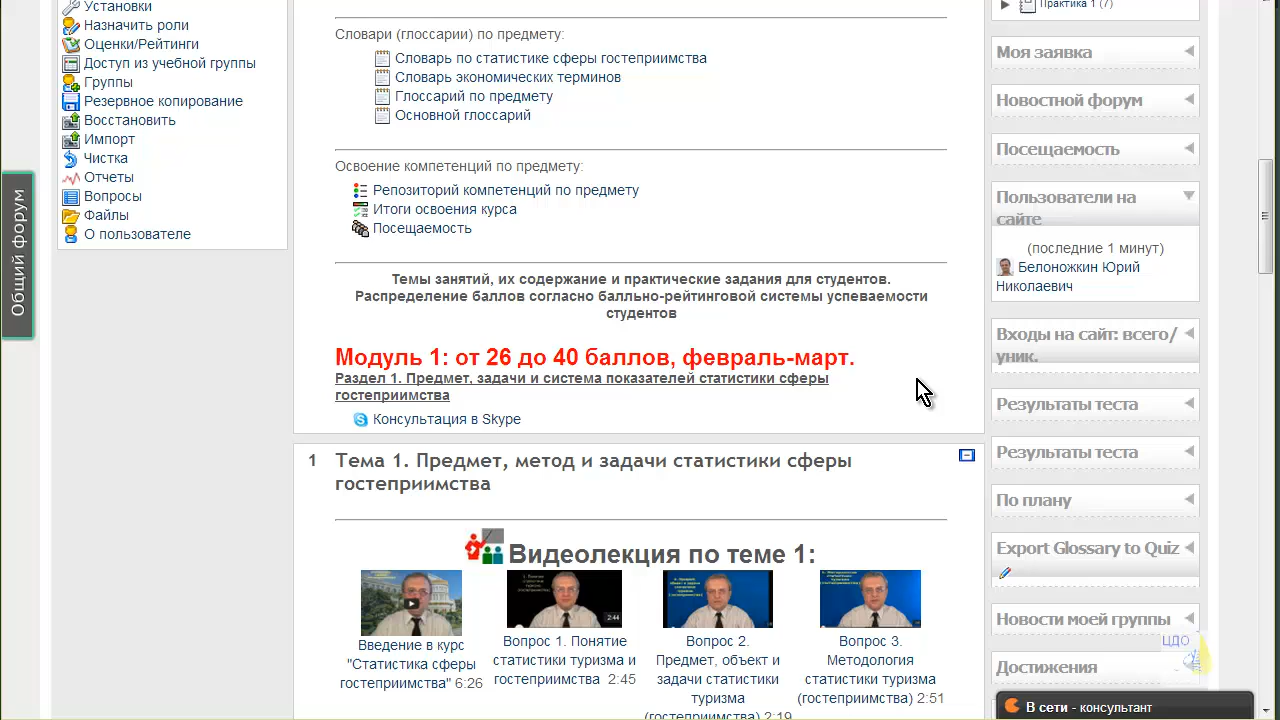 Установки
Назначить роли
Оценки/Рейтинги
Доступ из учебной группы
Группы
Резервное копирование
Восстановить
Импорт
Чистка
Отчеты
Вопросы
Файлы
О пользователе
Общий форум
Словари (глоссарии) по предмету:
Словарь по статистике сферы гостеприимства
Словарь экономических терминов
Глоссарий по предмету
Основной глоссарий
Освоение компетенций по предмету:
Репозиторий компетенций по предмету
Итоги освоения курса
Посещаемость
Темы занятий, их содержание и практические задания для студентов.
Распределение баллов согласно балльно-рейтинговой системы успеваемости
студентов
Модуль 1: от 26 до 40 баллов, февраль-март.
Раздел 1. Предмет, задачи и система показателей статистики сферы
гостеприимства
Консультация в Skype
1 Тема 1. Предмет, метод и задачи статистики сферы
гостеприимства
Видеолекция по теме 1:
2:44
Введение в курс
"Статистика сферы
гостеприимства" 6:26
Вопрос 1. Понятие
статистики туризма и
гостеприимства 2:45
Вопрос 2.
Предмет, объект и
задачи статистики
туризма
(гостеприимства) 2:19
Вопрос 3.
Методология
статистики туризма
(гостеприимства) 2:51
Практика 1 (7)
Моя заявка
Новостной форум
Посещаемость
Пользователи на
сайте
(последние 1 минут)
Белоножкин Юрий
Николаевич
Входы на сайт: всего/
уник.
Результаты теста
Результаты теста
По плану
Export Glossary to Quiz
Новости моей группы
ЦДО
Достижения
В сети - консультант